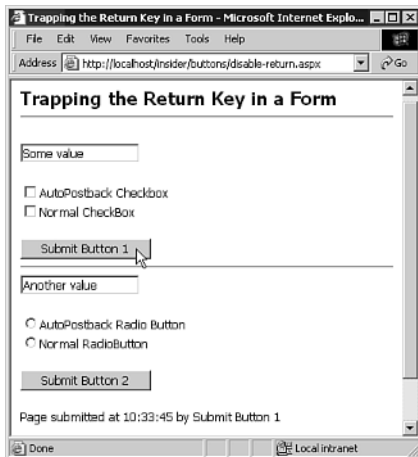 Trapping the Return Key in a Form - Microsoft Internet Explo...
File Edit View Favorites Tools Help
Address http://localhost/insider/buttons/disable-return.aspx Go
Trapping the Return Key in a Form
Some value
AutoPostback Checkbox
Normal CheckBox
Submit Button 1
Another value
AutoPostback Radio Button
Normal RadioButton
Submit Button 2
Page submitted at 10:33:45 by Submit Button 1
Done Local intranet